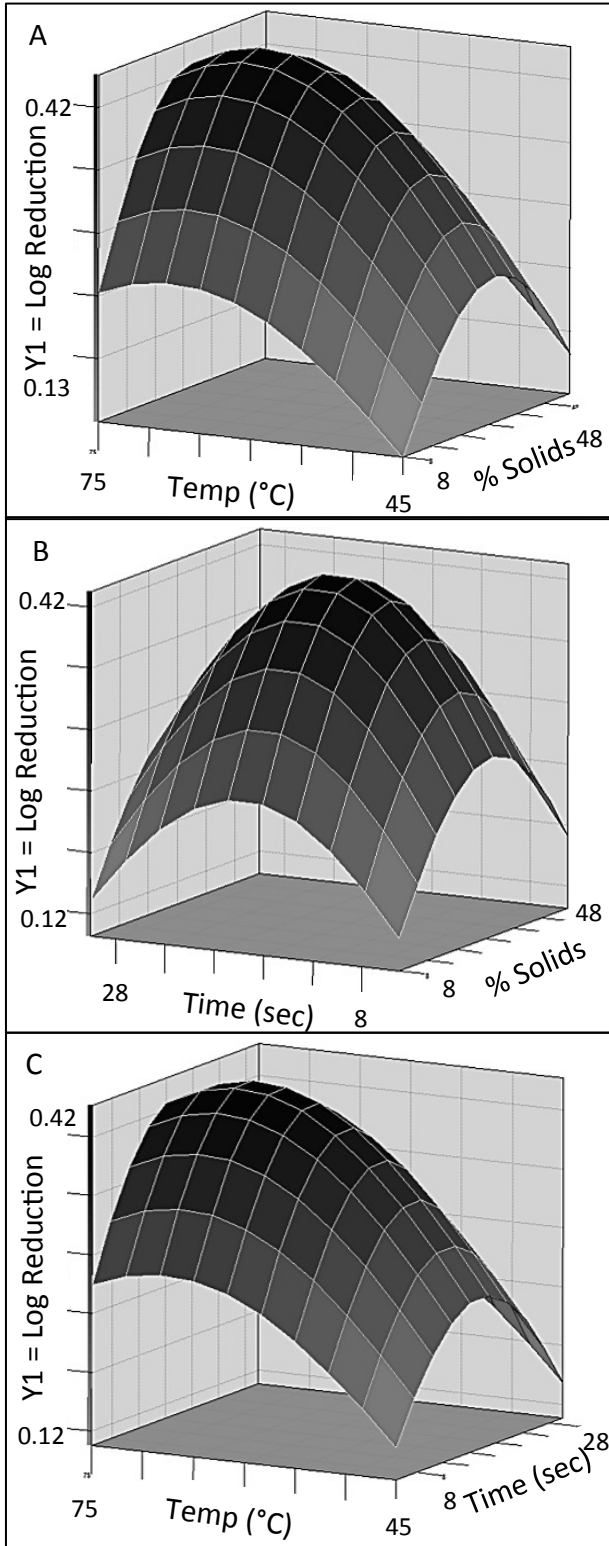 A
0.42
Y1 = Log Reduction
0.13
75
Temp (°C)
45
8
% Solids
48
B
0.42
Y1 = Log Reduction
0.12
28
Time (sec)
8
8
% Solids
48
C
0.42
Y1 = Log Reduction
0.12
75
Temp (°C)
45
8
Time (sec)
28